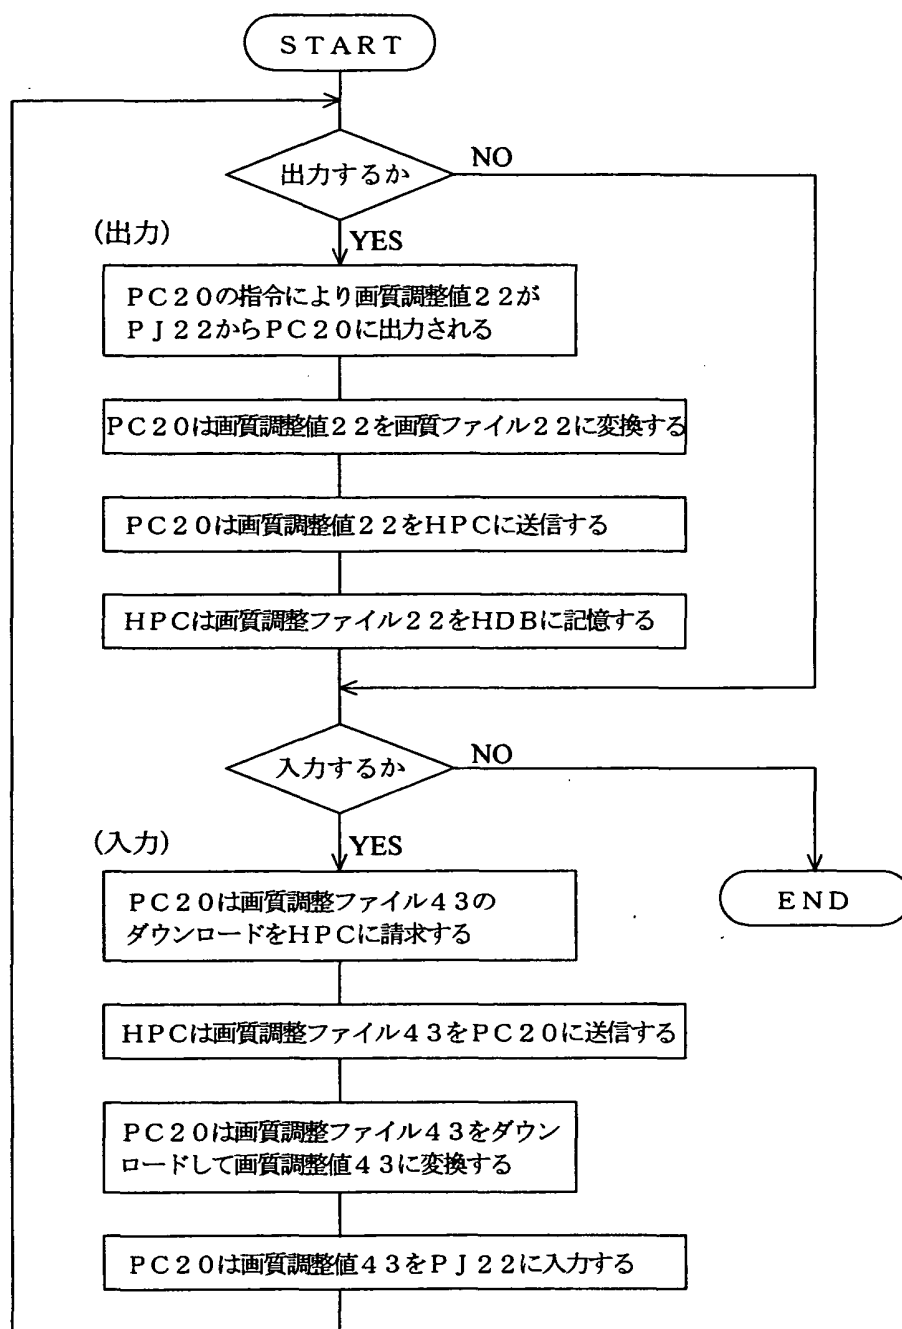 ＳＴＡＲＴ
出力するか
NO
(出力)
YES
ＰＣ２０の指令により画質調整値２２が
ＰＪ２２からＰＣ２０に出力される
ＰＣ２０は画質調整値２２を画質ファイル２２に変換する
ＰＣ２０は画質調整値２２をＨＰＣに送信する
ＨＰＣは画質調整ファイル２２をＨＤＢに記憶する
入力するか
NO
(入力)
YES
ＰＣ２０は画質調整ファイル４３の
ダウンロードをＨＰＣに請求する
ＥＮＤ
ＨＰＣは画質調整ファイル４３をＰＣ２０に送信する
ＰＣ２０は画質調整ファイル４３をダウン
ロードして画質調整値４３に変換する
ＰＣ２０は画質調整値４３をＰＪ２２に入力する